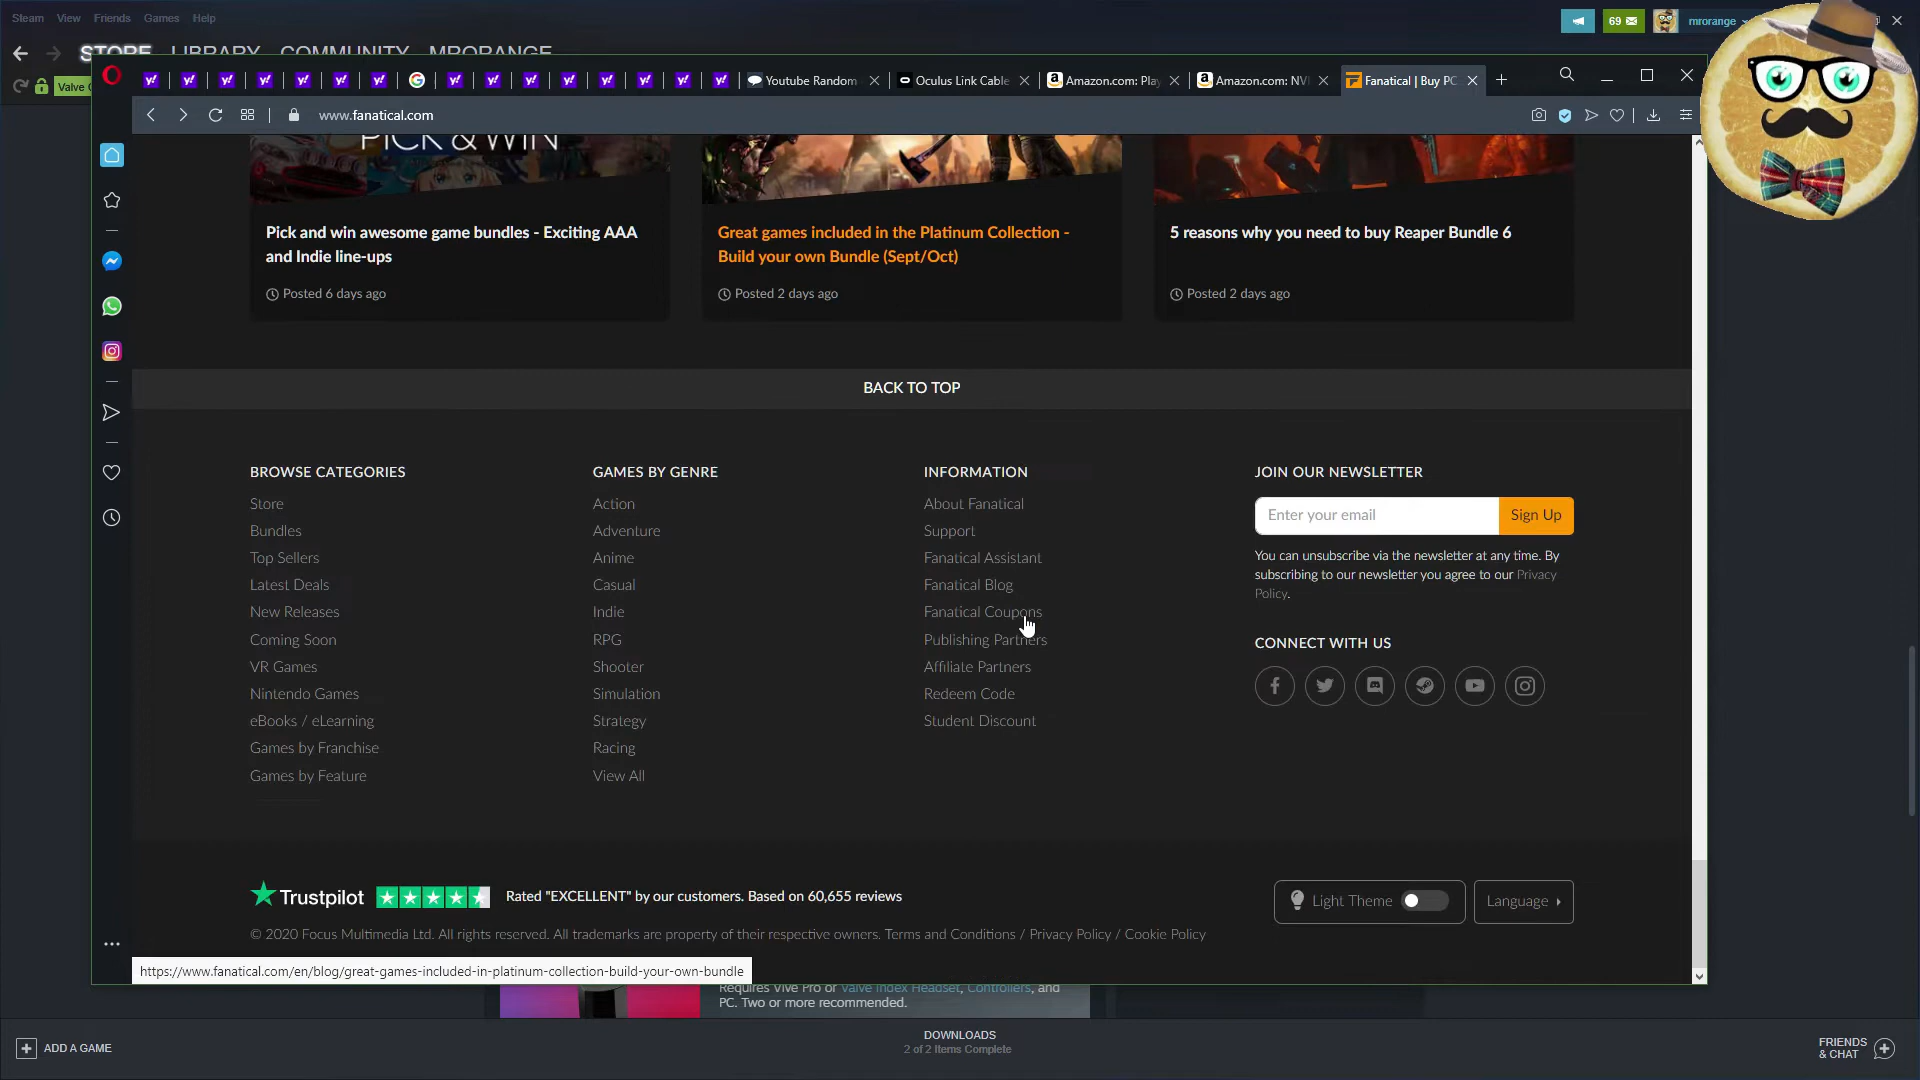 Steam View Friends Games Help
69
mrorange
STORE LIBRARY COMMUNITY MRORANGE
Valve
Youtube Random
Oculus Link Cable
Amazon.com: Pla
Amazon.com: NV
Fanatical | Buy PC
www.fanatical.com
PICK & WIN
Pick and win awesome game bundles - Exciting AAA
and Indie line-ups
Posted 6 days ago
Great games included in the Platinum Collection -
Build your own Bundle (Sept/Oct)
Posted 2 days ago
5 reasons why you need to buy Reaper Bundle 6
Posted 2 days ago
BACK TO TOP
BROWSE CATEGORIES
Store
Bundles
Top Sellers
Latest Deals
New Releases
Coming Soon
VR Games
Nintendo Games
eBooks / eLearning
Games by Franchise
Games by Feature
GAMES BY GENRE
Action
Adventure
Anime
Casual
Indie
RPG
Shooter
Simulation
Strategy
Racing
View All
INFORMATION
About Fanatical
Support
Fanatical Assistant
Fanatical Blog
Fanatical Coupons
Publishing Partners
Affiliate Partners
Redeem Code
Student Discount
JOIN OUR NEWSLETTER
Enter your email
Sign Up
You can unsubscribe via the newsletter at any time. By
subscribing to our newsletter you agree to our Privacy
Policy.
CONNECT WITH US
Trustpilot
Rated "EXCELLENT" by our customers. Based on 60,655 reviews
Light Theme
Language
© 2020 Focus Multimedia Ltd. All rights reserved. All trademarks are property of their respective owners. Terms and Conditions / Privacy Policy / Cookie Policy
https://www.fanatical.com/en/blog/great-games-included-in-platinum-collection-build-your-own-bundle
Requires Vive Pro or Valve Index Headset, Controllers, and
PC. Two or more recommended.
ADD A GAME
DOWNLOADS
2 of 2 Items Complete
FRIENDS
& CHAT